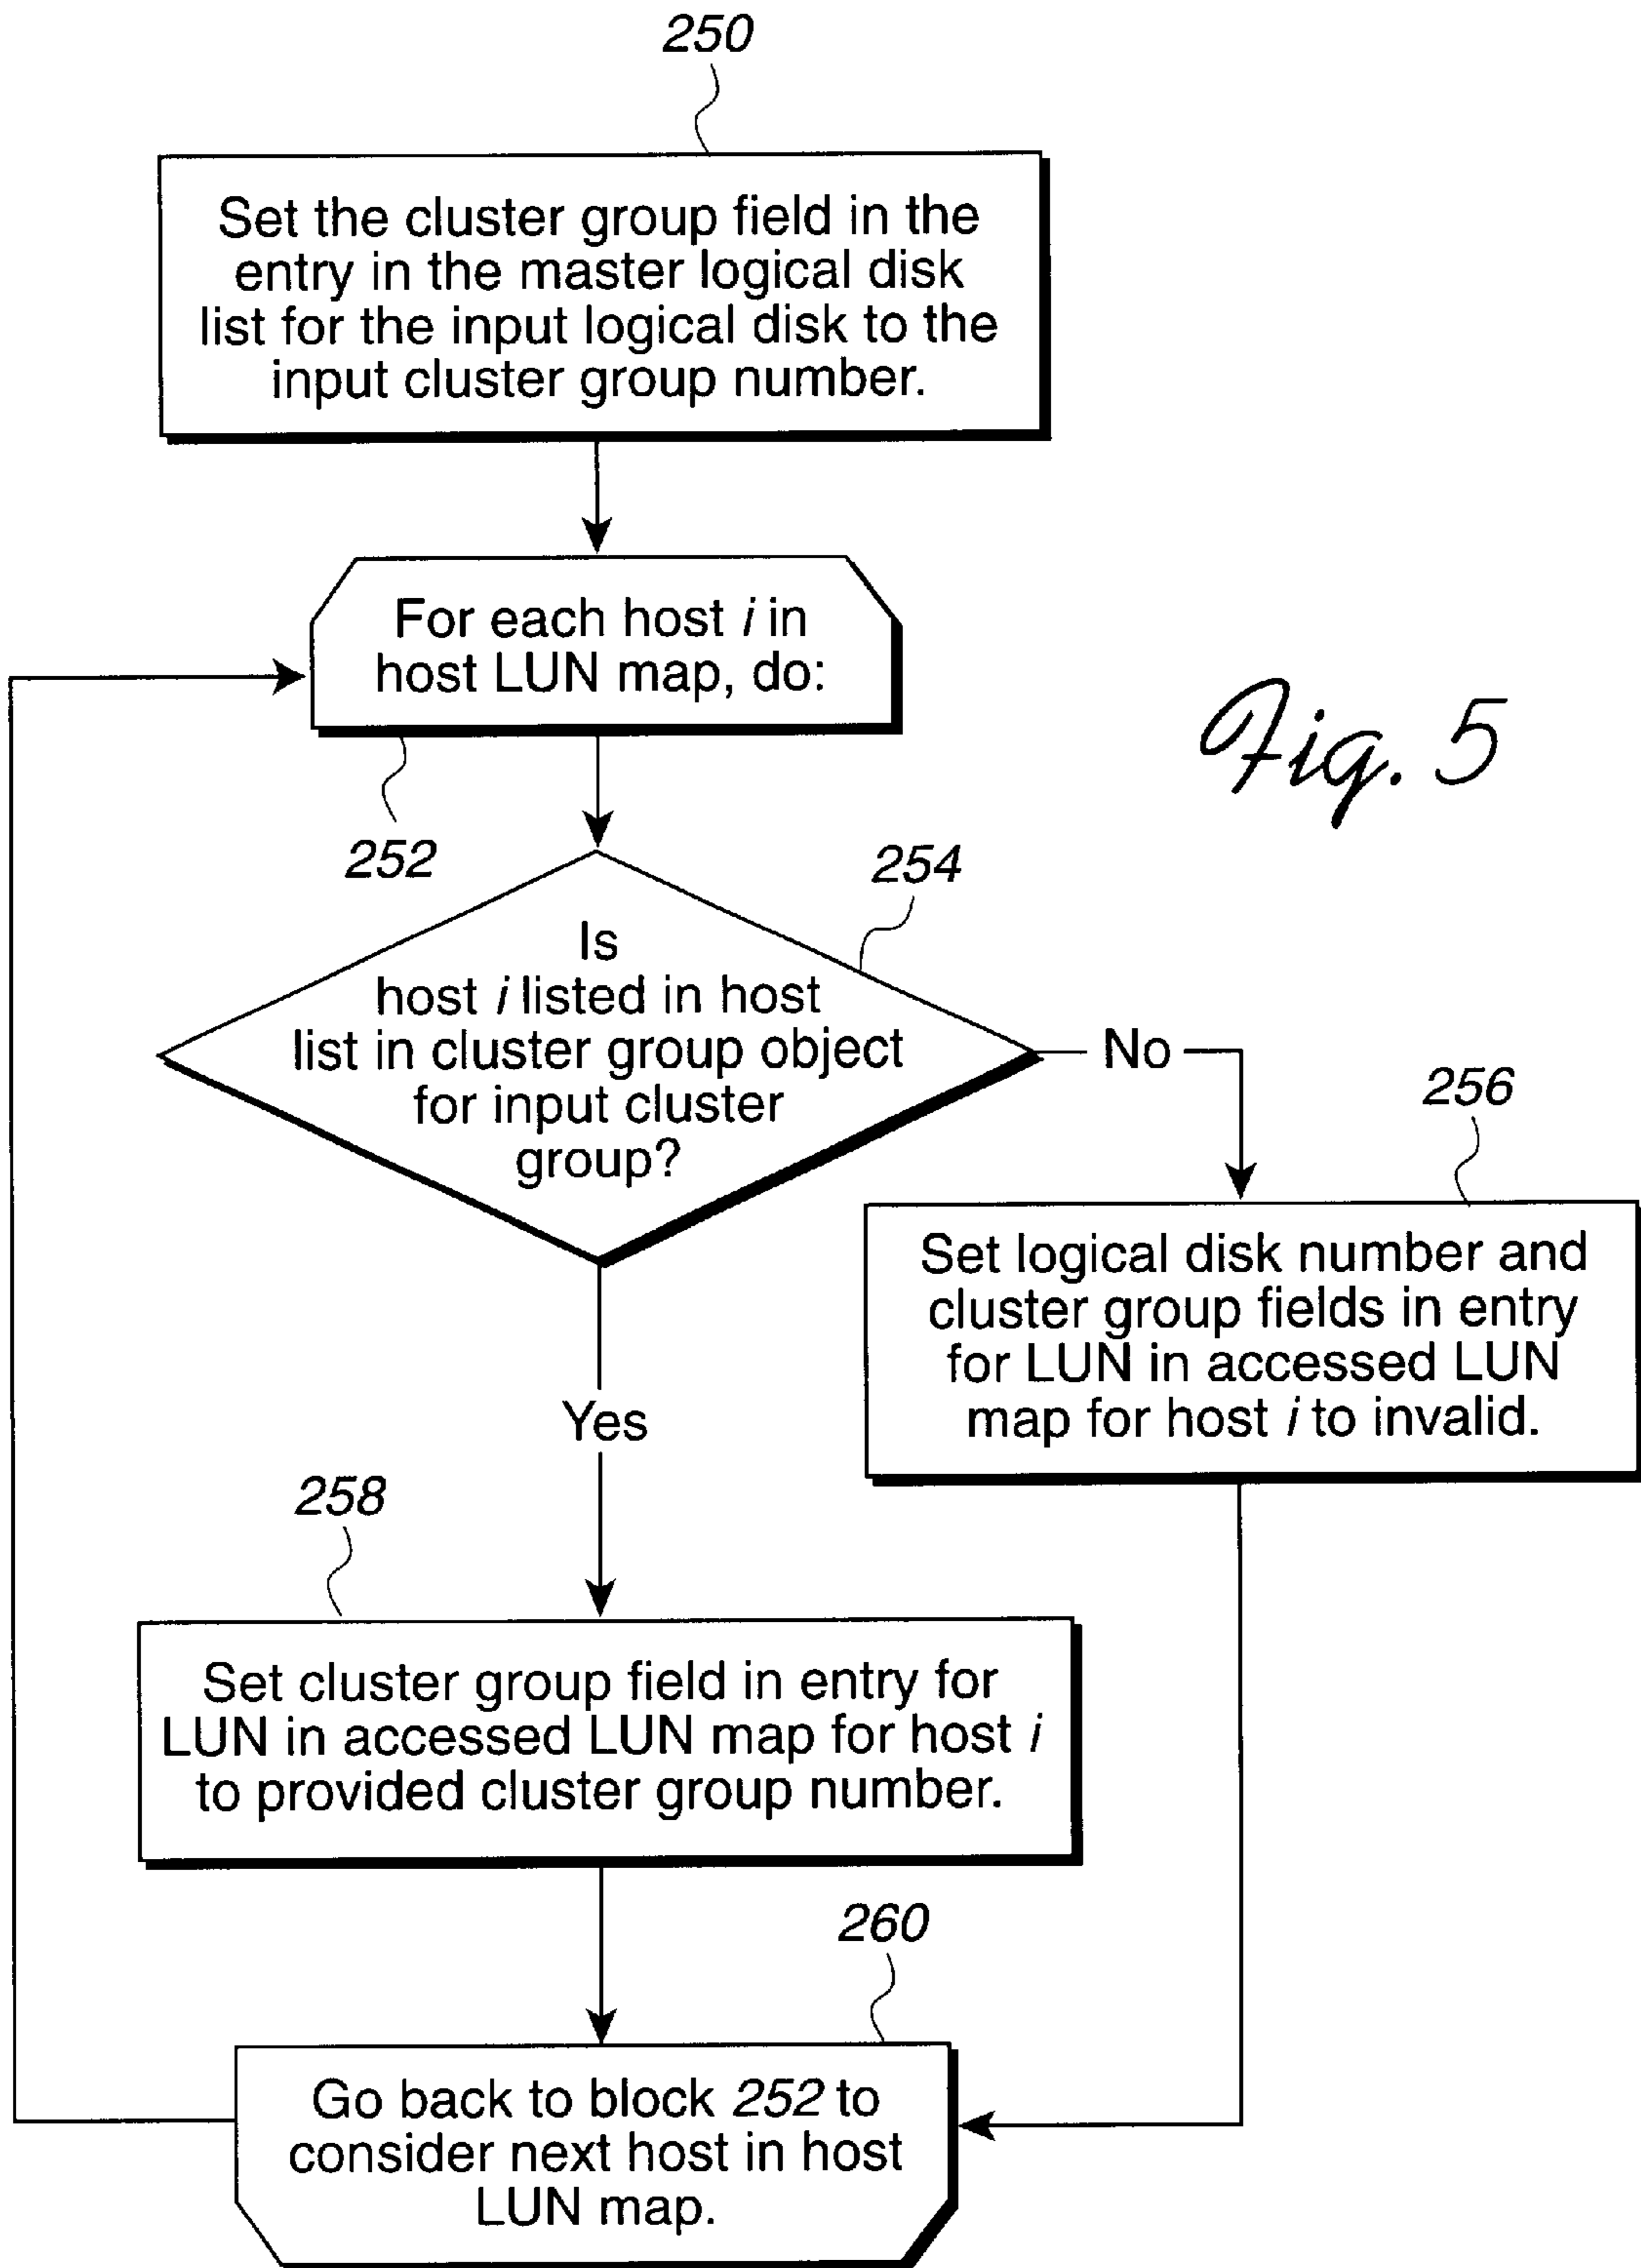 250
Set the cluster group field in the
entry in the master logical disk
list for the input logical disk to the
input cluster group number.
For each host i in
host LUN map, do:
252
Fig. 5
254
Is
host i listed in host
list in cluster group object
for input cluster
group?
No
256
Set logical disk number and
cluster group fields in entry
for LUN in accessed LUN
map for host i to invalid.
Yes
258
Set cluster group field in entry for
LUN in accessed LUN map for host i
to provided cluster group number.
260
Go back to block 252 to
consider next host in host
LUN map.